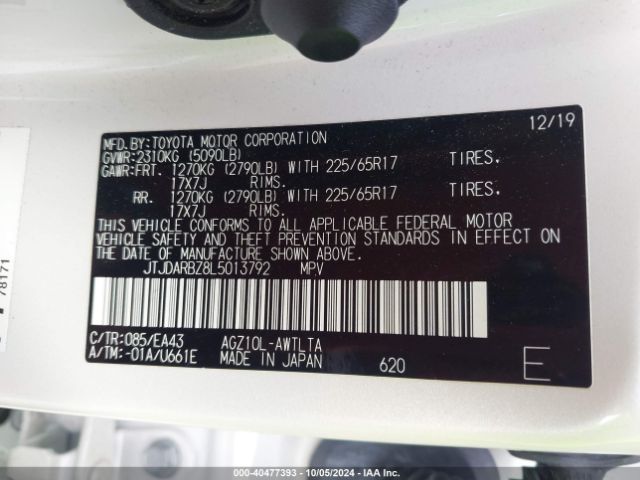 12/19
MFD.BY:TOYOTA MOTOR CORPORATION
GVWR:2310KG (5090LB)
GAWR:FRT. 1270KG (2790LB) WITH 225/65R17 TIRES,
17X7J RIMS.
RR. 1270KG (2790LB) WITH 225/65R17 TIRES,
17X7J RIMS.
THIS VEHICLE CONFORMS TO ALL APPLICABLE FEDERAL MOTOR
VEHICLE SAFETY AND THEFT PREVENTION STANDARDS IN EFFECT ON
THE DATE OF MANUFACTURE SHOWN ABOVE.
JTJDARBZ8L5013792 MPV
C/TR:085/EA43 AGZ10L-AWTLTA
A/TM:-01A/U661E MADE IN JAPAN 620 E
78171
000-40477393 - 10/05/2024 - IAA Inc.